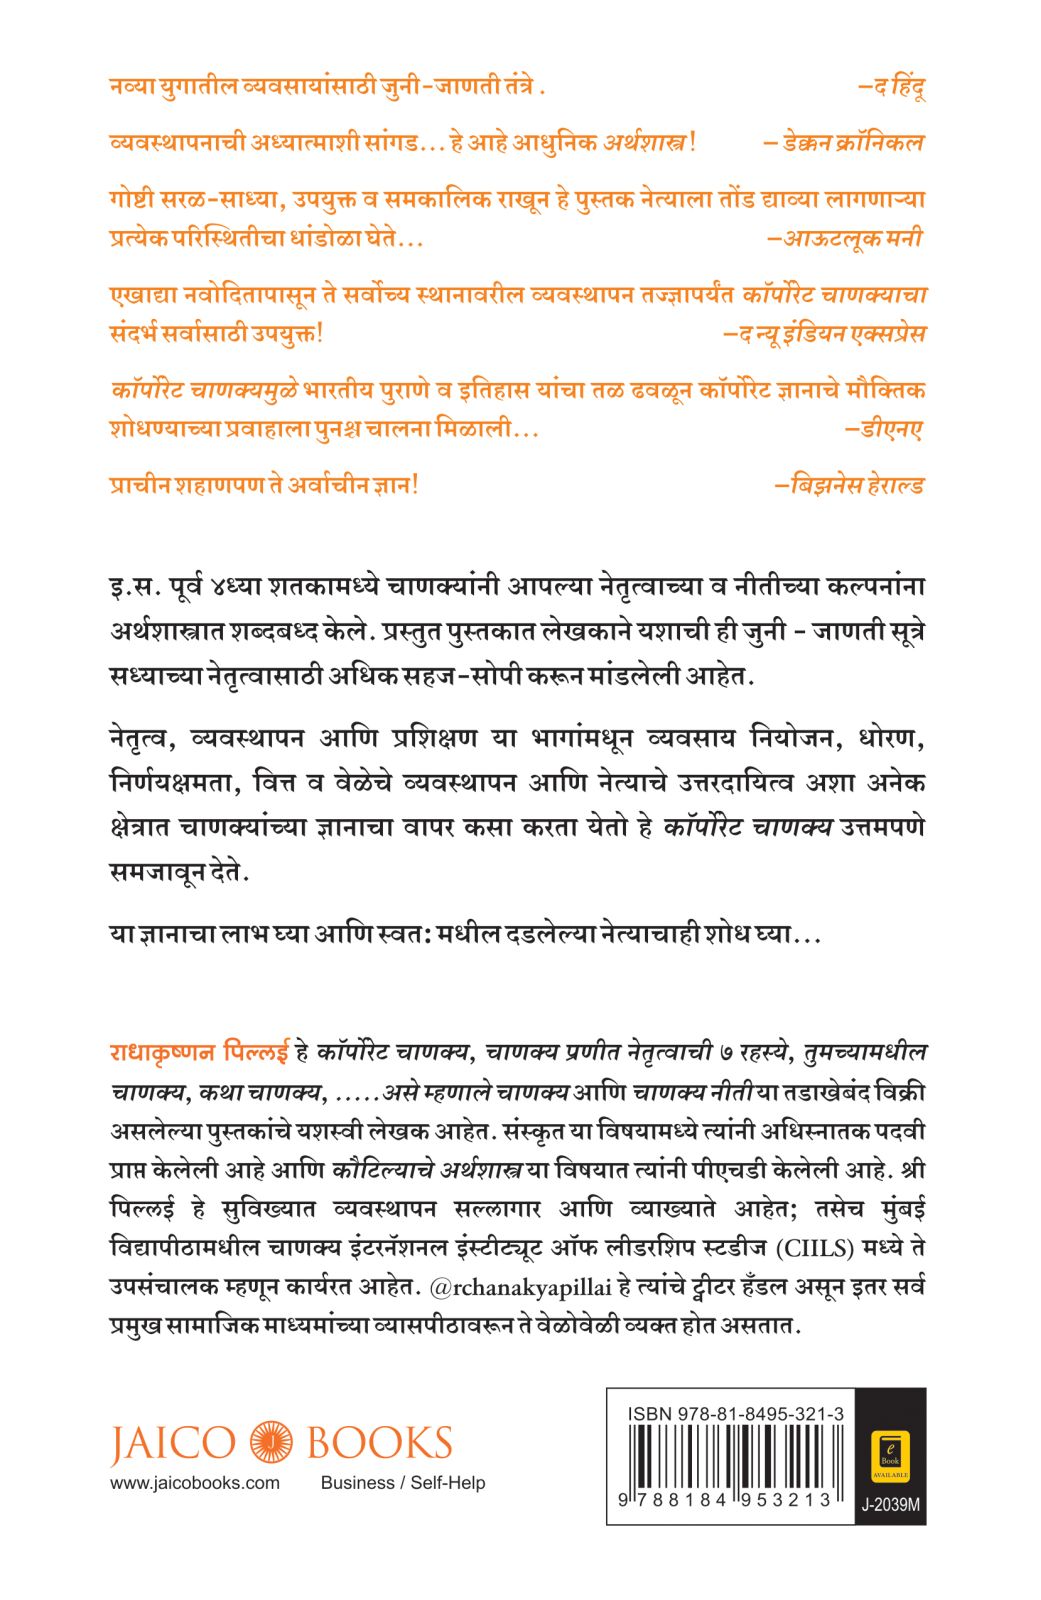 नव्या युगातील व्यवसायांसाठी जुनी-जाणती तंत्रे . –द हिंदू
व्यवस्थापनाची अध्यात्माशी सांगड... हे आहे आधुनिक अर्थशास्त्र! – डेक्कन क्रॉनिकल
गोष्टी सरळ-साध्या, उपयुक्त व समकालिक राखून हे पुस्तक नेत्याला तोंड द्याव्या लागणाऱ्या
प्रत्येक परिस्थितीचा धांडोळा घेते... –आऊटलूक मनी
एखाद्या नवोदितापासून ते सर्वोच्य स्थानावरील व्यवस्थापन तज्ज्ञापर्यंत कॉर्पोरेट चाणक्याचा
संदर्भ सर्वासाठी उपयुक्त! –द न्यू इंडियन एक्सप्रेस
कॉर्पोरेट चाणक्यमुळे भारतीय पुराणे व इतिहास यांचा तळ ढवळून कॉर्पोरेट ज्ञानाचे मौक्तिक
शोधण्याच्या प्रवाहाला पुनश्च चालना मिळाली... –डीएनए
प्राचीन शहाणपण ते अर्वाचीन ज्ञान! –बिझनेस हेराल्ड
इ.स. पूर्व ४थ्या शतकामध्ये चाणक्यांनी आपल्या नेतृत्वाच्या व नीतीच्या कल्पनांना
अर्थशास्त्रात शब्दबध्द केले. प्रस्तुत पुस्तकात लेखकाने यशाची ही जुनी - जाणती सूत्रे
सध्याच्या नेतृत्वासाठी अधिक सहज-सोपी करून मांडलेली आहेत.
नेतृत्व, व्यवस्थापन आणि प्रशिक्षण या भागांमधून व्यवसाय नियोजन, धोरण,
निर्णयक्षमता, वित्त व वेळेचे व्यवस्थापन आणि नेत्याचे उत्तरदायित्व अशा अनेक
क्षेत्रात चाणक्यांच्या ज्ञानाचा वापर कसा करता येतो हे कॉर्पोरेट चाणक्य उत्तमपणे
समजावून देते.
या ज्ञानाचा लाभ घ्या आणि स्वत: मधील दडलेल्या नेत्याचाही शोध घ्या...
राधाकृष्णन पिल्लई हे कॉर्पोरेट चाणक्य, चाणक्य प्रणीत नेतृत्वाची ७ रहस्ये, तुमच्यामधील
चाणक्य, कथा चाणक्य, .....असे म्हणाले चाणक्य आणि चाणक्य नीती या तडाखेबंद विक्री
असलेल्या पुस्तकांचे यशस्वी लेखक आहेत. संस्कृत या विषयामध्ये त्यांनी अधिस्नातक पदवी
प्राप्त केलेली आहे आणि कौटिल्याचे अर्थशास्त्र या विषयात त्यांनी पीएचडी केलेली आहे. श्री
पिल्लई हे सुविख्यात व्यवस्थापन सल्लागार आणि व्याख्याते आहेत; तसेच मुंबई
विद्यापीठामधील चाणक्य इंटरनॅशनल इंस्टीट्यूट ऑफ लीडरशिप स्टडीज (CIILS) मध्ये ते
उपसंचालक म्हणून कार्यरत आहेत. @rchanakyapillai हे त्यांचे ट्वीटर हँडल असून इतर सर्व
प्रमुख सामाजिक माध्यमांच्या व्यासपीठावरून ते वेळोवेळी व्यक्त होत असतात.
JAICO J BOOKS
www.jaicobooks.com Business / Self-Help
ISBN 978-81-8495-321-3
9 788184 953213
e
Book
AVAILABLE
J-2039M